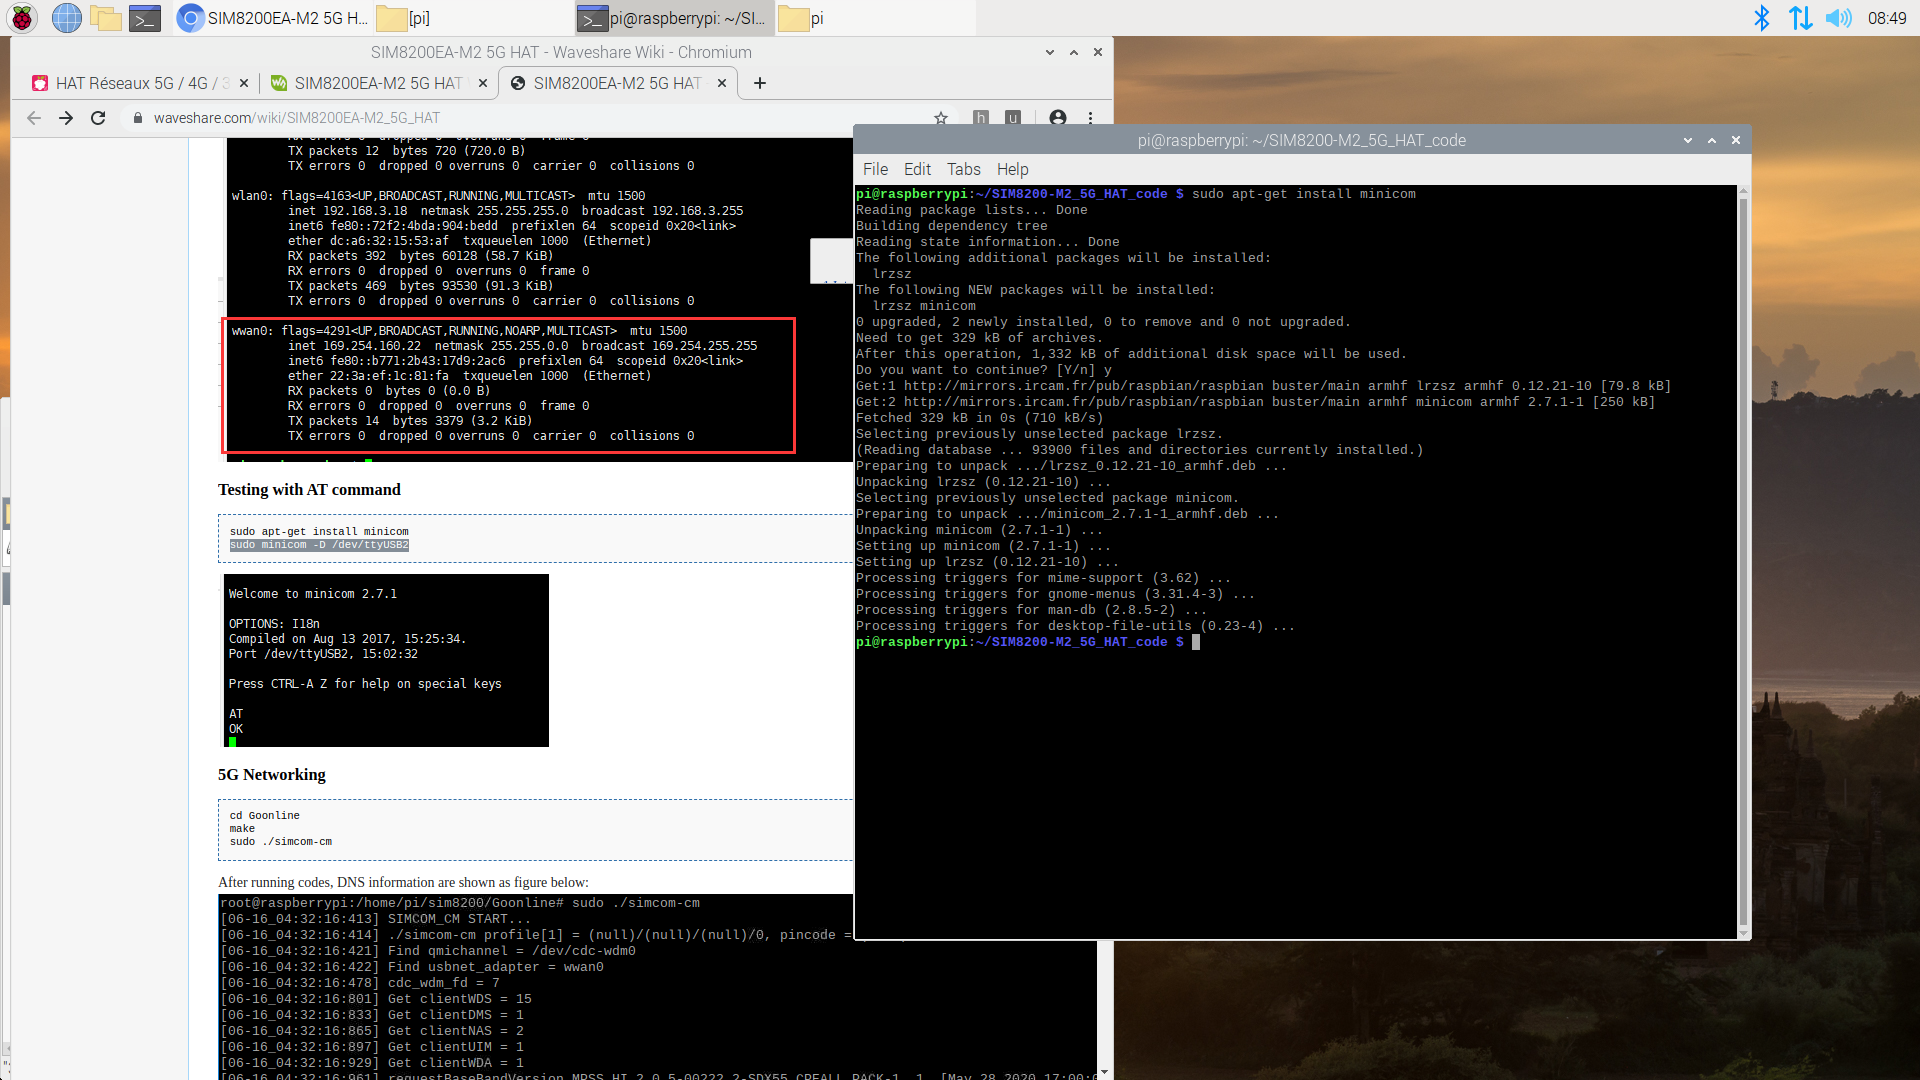 SIM8200EA-M2 5G H...
[pi]
pi@raspberrypi: ~/SI...
pi
08:49
SIM8200EA-M2 5G HAT - Waveshare Wiki - Chromium
HAT Réseaux 5G / 4G / 3
SIM8200EA-M2 5G HAT
SIM8200EA-M2 5G HAT
waveshare.com/wiki/SIM8200EA-M2_5G_HAT
h
u
RX errors 0  dropped 0  overruns 0  frame 0
TX packets 12  bytes 720 (720.0 B)
TX errors 0  dropped 0 overruns 0  carrier 0  collisions 0
wlan0: flags=4163<UP,BROADCAST,RUNNING,MULTICAST>  mtu 1500
inet 192.168.3.18  netmask 255.255.255.0  broadcast 192.168.3.255
inet6 fe80::72f2:4bda:904:bedd  prefixlen 64  scopeid 0x20<link>
ether dc:a6:32:15:53:af  txqueuelen 1000  (Ethernet)
RX packets 392  bytes 60128 (58.7 KiB)
RX errors 0  dropped 0  overruns 0  frame 0
TX packets 469  bytes 93530 (91.3 KiB)
TX errors 0  dropped 0 overruns 0  carrier 0  collisions 0
wwan0: flags=4291<UP,BROADCAST,RUNNING,NOARP,MULTICAST>  mtu 1500
inet 169.254.160.22  netmask 255.255.0.0  broadcast 169.254.255.255
inet6 fe80::b771:2b43:17d9:2ac6  prefixlen 64  scopeid 0x20<link>
ether 22:3a:ef:1c:81:fa  txqueuelen 1000  (Ethernet)
RX packets 0  bytes 0 (0.0 B)
RX errors 0  dropped 0  overruns 0  frame 0
TX packets 14  bytes 3379 (3.2 KiB)
TX errors 0  dropped 0 overruns 0  carrier 0  collisions 0
Testing with AT command
sudo apt-get install minicom
sudo minicom -D /dev/ttyUSB2
Welcome to minicom 2.7.1
OPTIONS: I18n
Compiled on Aug 13 2017, 15:25:34.
Port /dev/ttyUSB2, 15:02:32
Press CTRL-A Z for help on special keys
AT
OK
5G Networking
cd Goonline
make
sudo ./simcom-cm
After running codes, DNS information are shown as figure below:
root@raspberrypi:/home/pi/sim8200/Goonline# sudo ./simcom-cm
[06-16_04:32:16:413] SIMCOM_CM START...
[06-16_04:32:16:414] ./simcom-cm profile[1] = (null)/(null)/(null)/0, pincode =
[06-16_04:32:16:421] Find qmichannel = /dev/cdc-wdm0
[06-16_04:32:16:422] Find usbnet_adapter = wwan0
[06-16_04:32:16:478] cdc_wdm_fd = 7
[06-16_04:32:16:801] Get clientWDS = 15
[06-16_04:32:16:833] Get clientDMS = 1
[06-16_04:32:16:865] Get clientNAS = 2
[06-16_04:32:16:897] Get clientUIM = 1
[06-16_04:32:16:929] Get clientWDA = 1
[06-16_04:32:16:961] requestBaseBandVersion MPSS.HI.2.0.5-00222.2-SDX55_CPEALL_PACK-1  1  [May 28 2020 17:00:0
pi@raspberrypi: ~/SIM8200-M2_5G_HAT_code
File Edit Tabs Help
pi@raspberrypi:~/SIM8200-M2_5G_HAT_code $ sudo apt-get install minicom
Reading package lists... Done
Building dependency tree
Reading state information... Done
The following additional packages will be installed:
lrzsz
The following NEW packages will be installed:
lrzsz minicom
0 upgraded, 2 newly installed, 0 to remove and 0 not upgraded.
Need to get 329 kB of archives.
After this operation, 1,332 kB of additional disk space will be used.
Do you want to continue? [Y/n] y
Get:1 http://mirrors.ircam.fr/pub/raspbian/raspbian buster/main armhf lrzsz armhf 0.12.21-10 [79.8 kB]
Get:2 http://mirrors.ircam.fr/pub/raspbian/raspbian buster/main armhf minicom armhf 2.7.1-1 [250 kB]
Fetched 329 kB in 0s (710 kB/s)
Selecting previously unselected package lrzsz.
(Reading database ... 93900 files and directories currently installed.)
Preparing to unpack .../lrzsz_0.12.21-10_armhf.deb ...
Unpacking lrzsz (0.12.21-10) ...
Selecting previously unselected package minicom.
Preparing to unpack .../minicom_2.7.1-1_armhf.deb ...
Unpacking minicom (2.7.1-1) ...
Setting up minicom (2.7.1-1) ...
Setting up lrzsz (0.12.21-10) ...
Processing triggers for mime-support (3.62) ...
Processing triggers for gnome-menus (3.31.4-3) ...
Processing triggers for man-db (2.8.5-2) ...
Processing triggers for desktop-file-utils (0.23-4) ...
pi@raspberrypi:~/SIM8200-M2_5G_HAT_code $